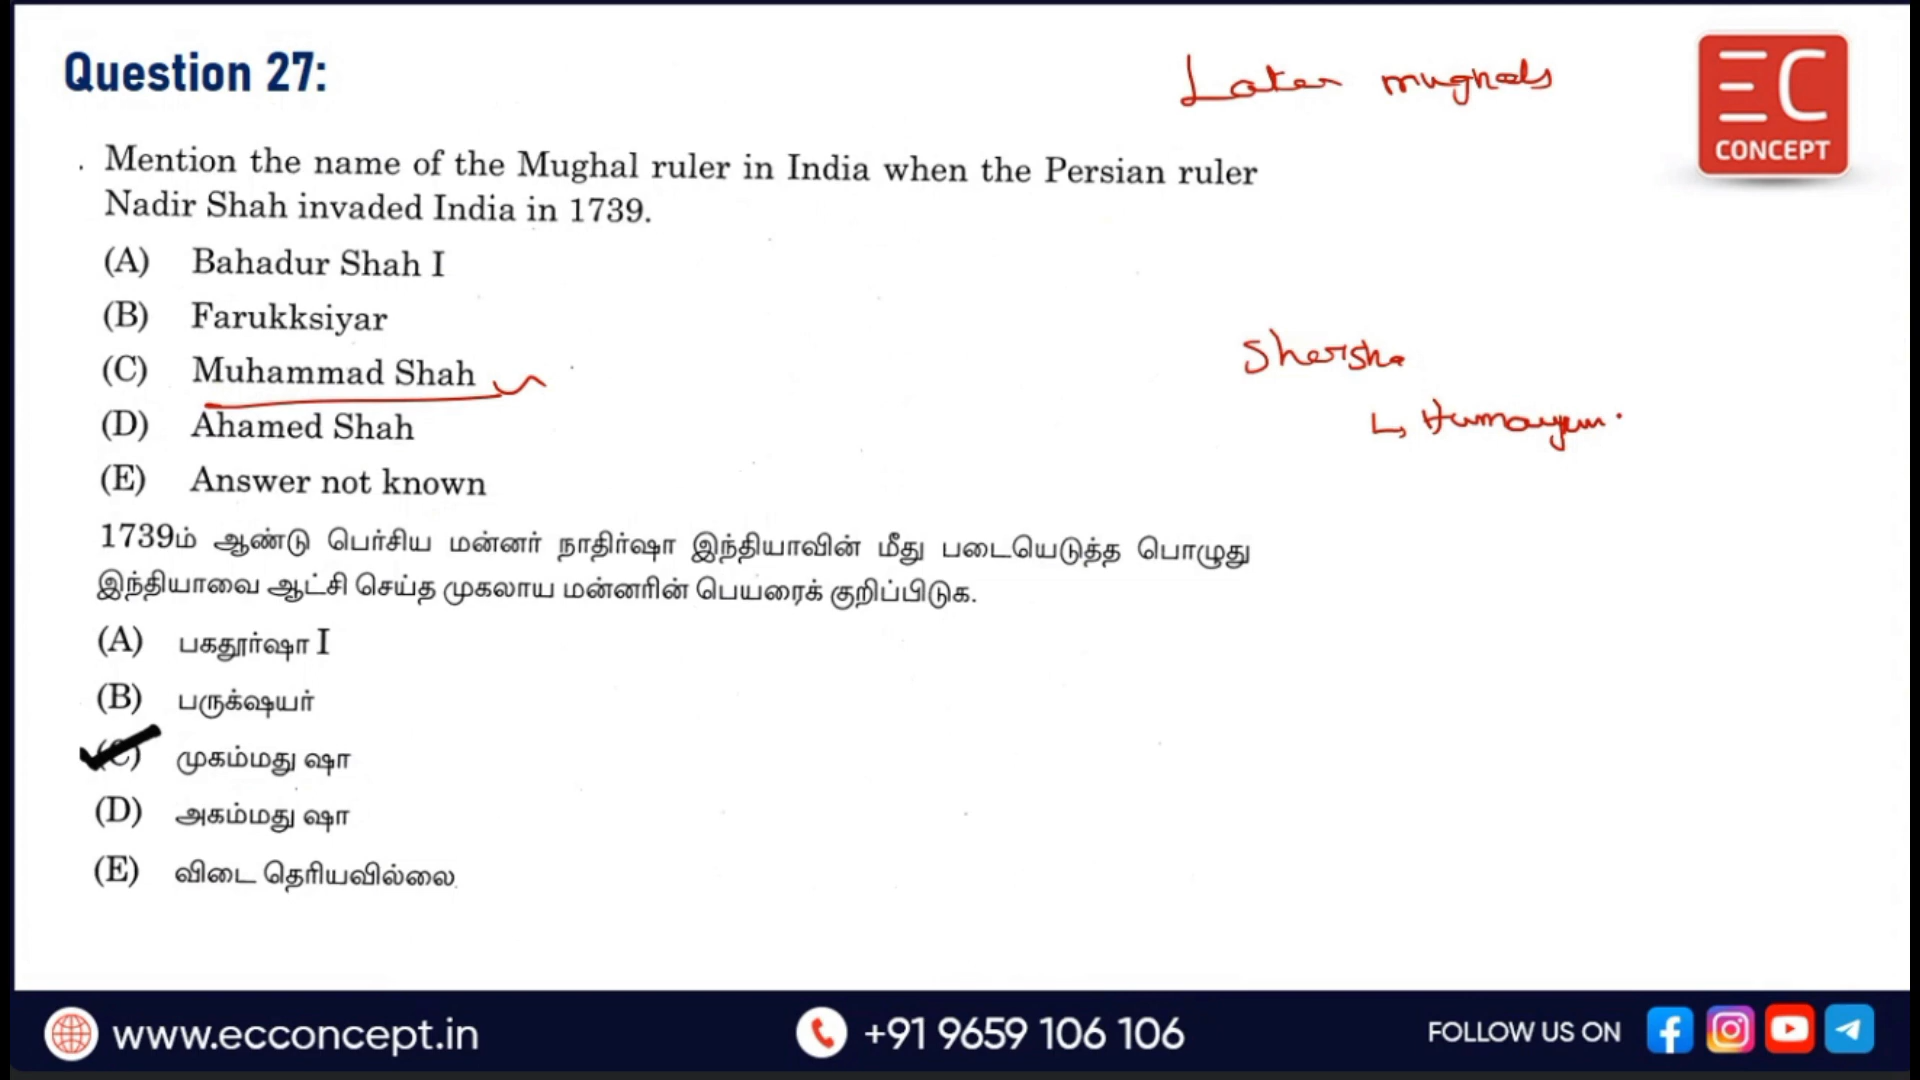 Question 27:
Later mughals
EC
CONCEPT
. Mention the name of the Mughal ruler in India when the Persian ruler
Nadir Shah invaded India in 1739.
(A) Bahadur Shah I
(B) Farukksiyar
(C) Muhammad Shah
(D) Ahamed Shah
(E) Answer not known
Shersha
↳ Humayun.
1739ம் ஆண்டு பெர்சிய மன்னர் நாதிர்ஷா இந்தியாவின் மீது படையெடுத்த பொழுது
இந்தியாவை ஆட்சி செய்த முகலாய மன்னரின் பெயரைக் குறிப்பிடுக.
(A) பகதூர்ஷா I
(B) பருக்ஷயர்
(C) முகம்மது ஷா
(D) அகம்மது ஷா
(E) விடை தெரியவில்லை
www.ecconcept.in
+91 9659 106 106
FOLLOW US ON